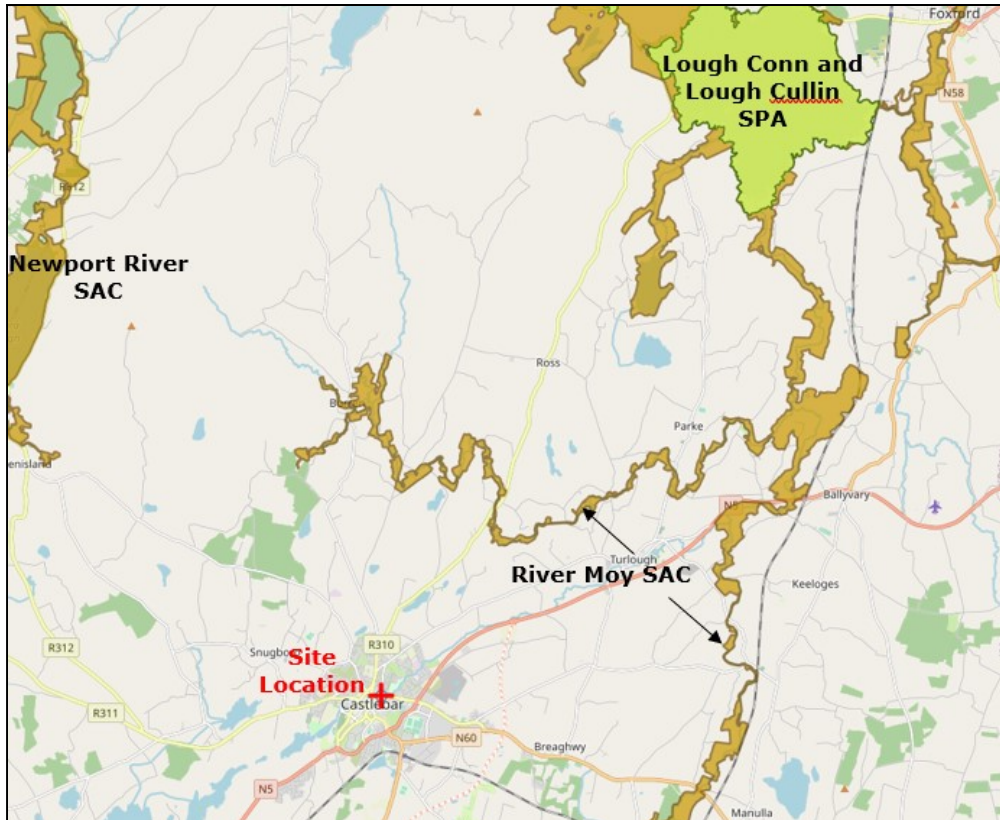 Foxford
Lough Conn and
Lough Cullin
SPA
N58
R312
Newport River
SAC
Ross
Parke
enisland
N5
Ballyvary
Turlough
River Moy SAC
Keeloges
R310
Snugboro
R312
Site
Location
Castlebar
R311
N60
Breaghwy
N5
Manulla